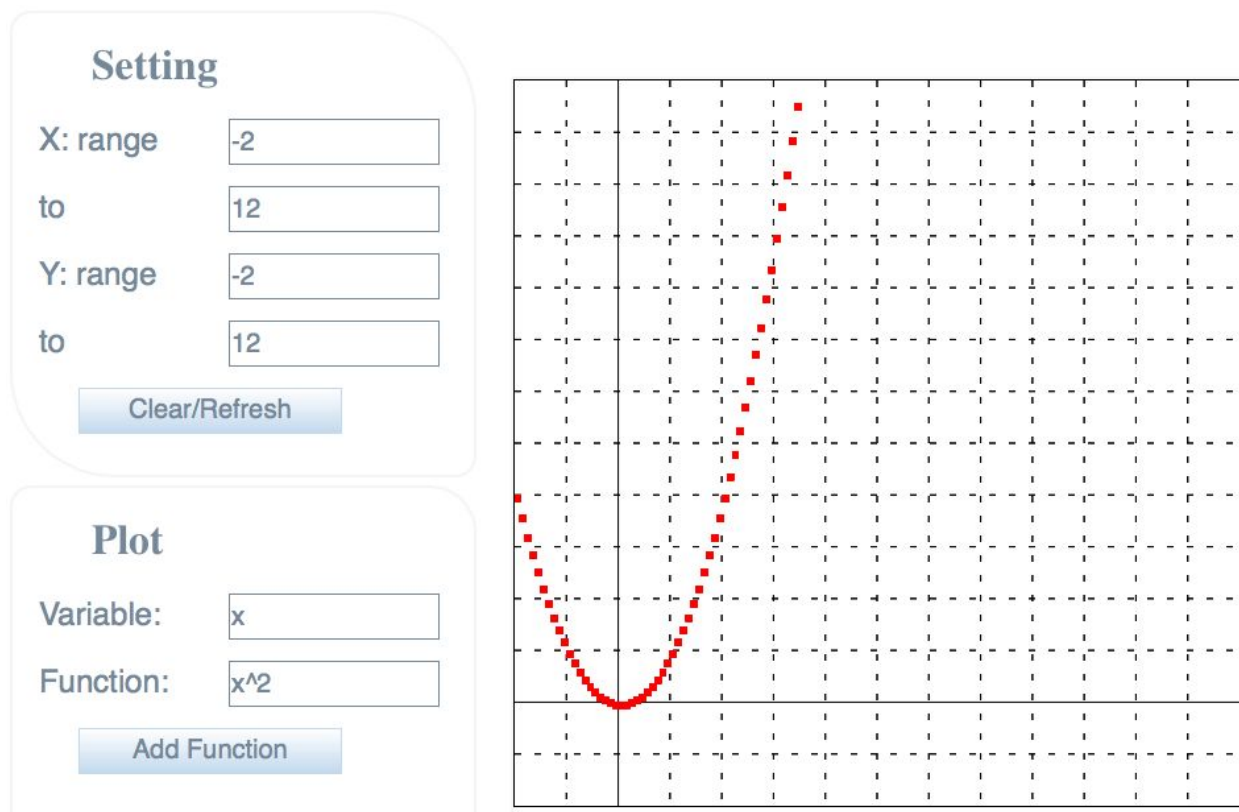 Setting
X: range -2
to 12
Y: range -2
to 12
Clear/Refresh
Plot
Variable: x
Function: x^2
Add Function